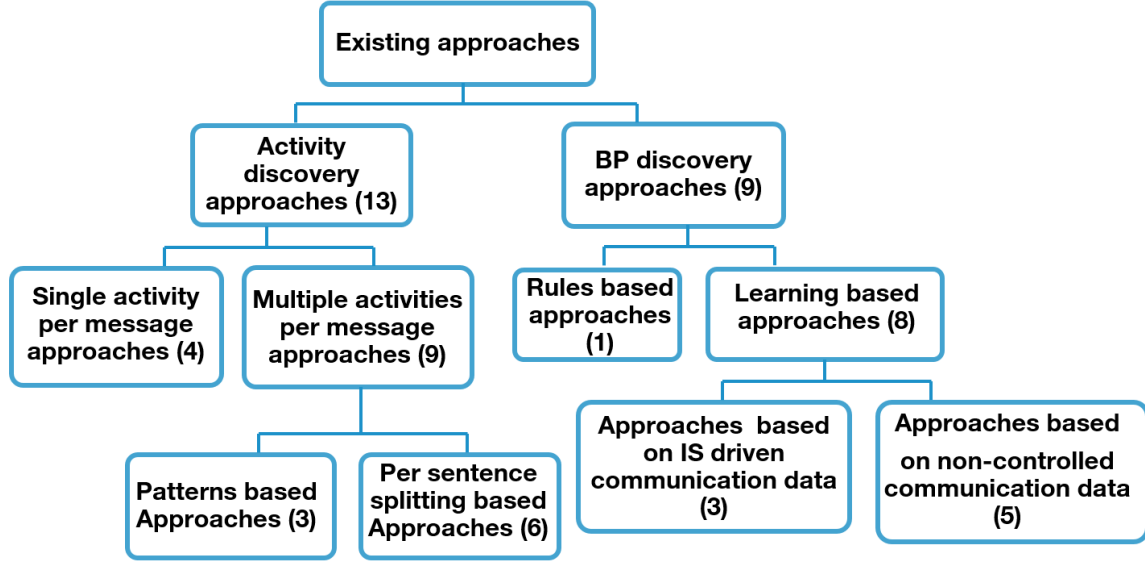 Existing approaches
Activity
discovery
approaches (13)
BP discovery
approaches (9)
Single activity
per message
approaches (4)
Multiple activities
per message
approaches (9)
Rules based
approaches
(1)
Learning based
approaches (8)
Patterns based
Approaches (3)
Per sentence
splitting based
Approaches (6)
Approaches based
on IS driven
communication data
(3)
Approaches based
on non-controlled
communication data
(5)